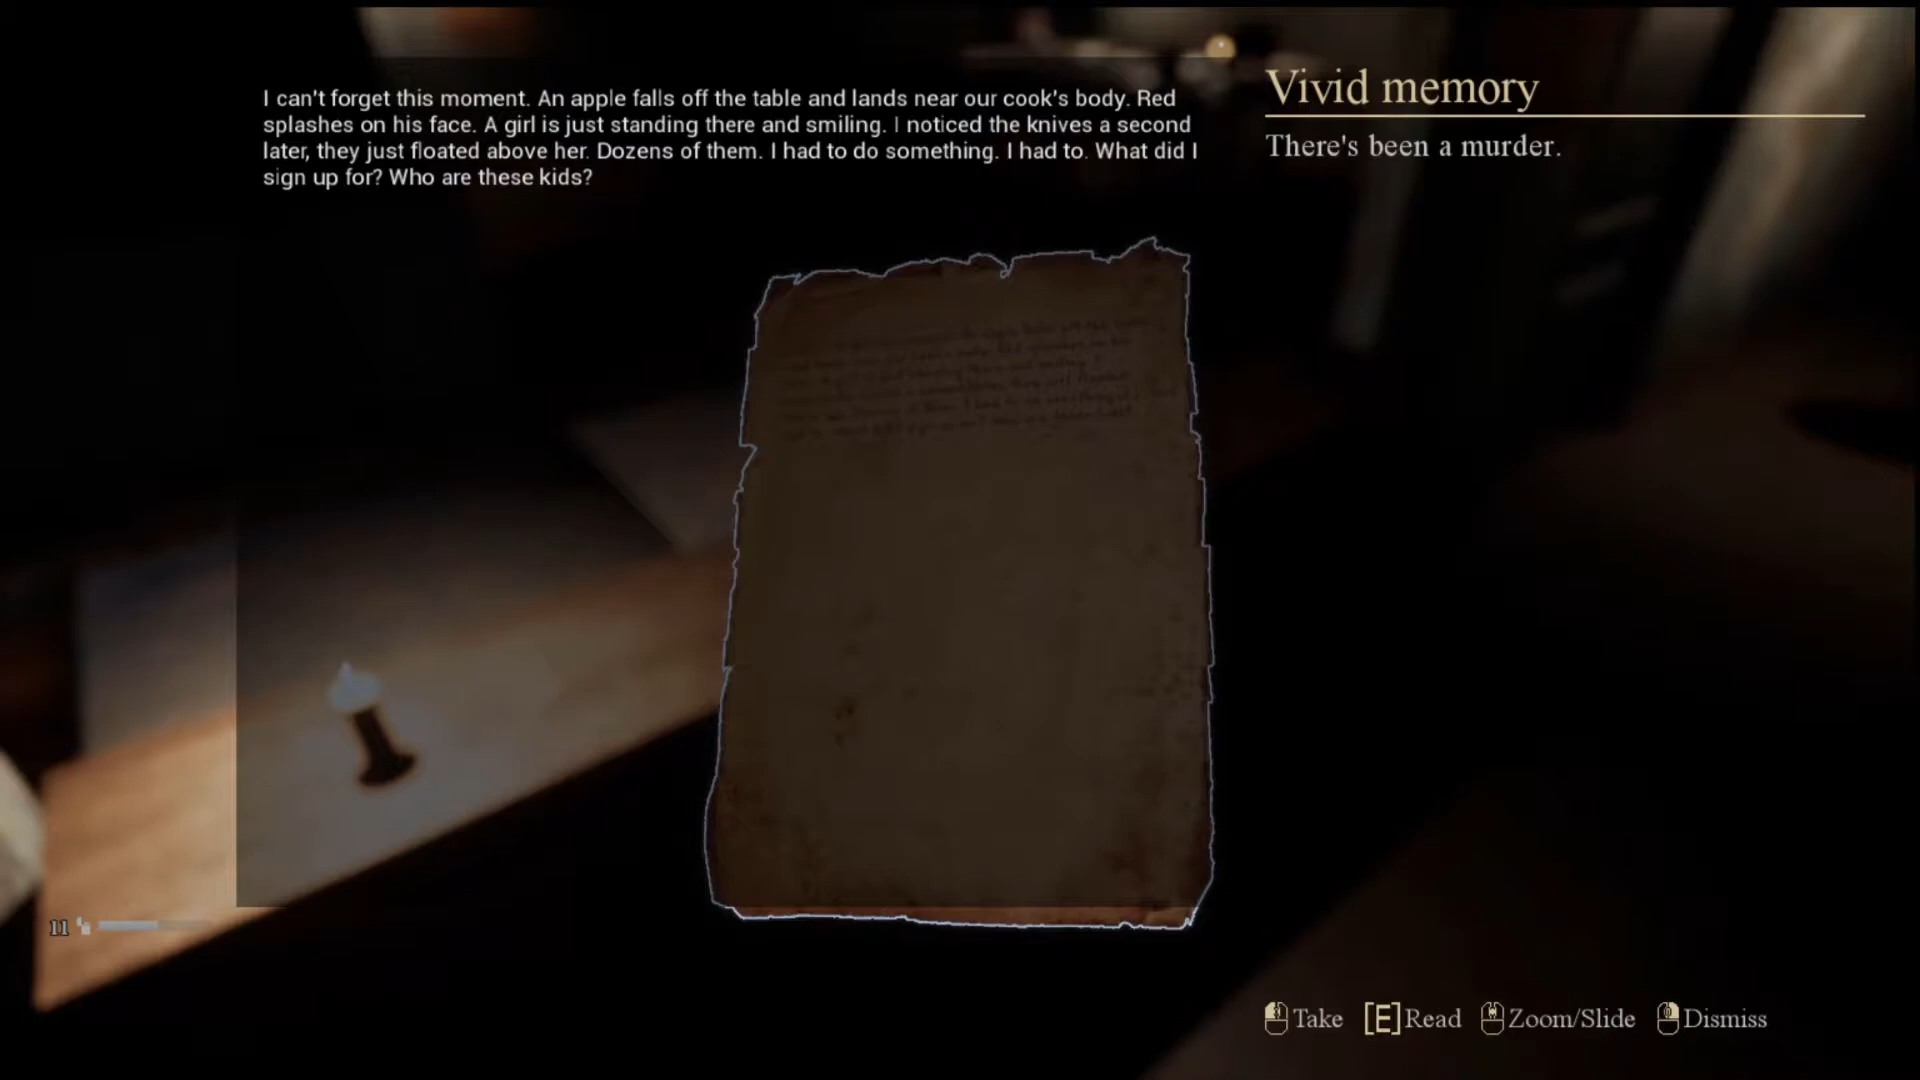 I can't forget this moment. An apple falls off the table and lands near our cook's body. Red
splashes on his face. A girl is just standing there and smiling. I noticed the knives a second
later, they just floated above her. Dozens of them. I had to do something. I had to. What did I
sign up for? Who are these kids?
Vivid memory
There's been a murder.
11
Take [E]Read Zoom/Slide Dismiss